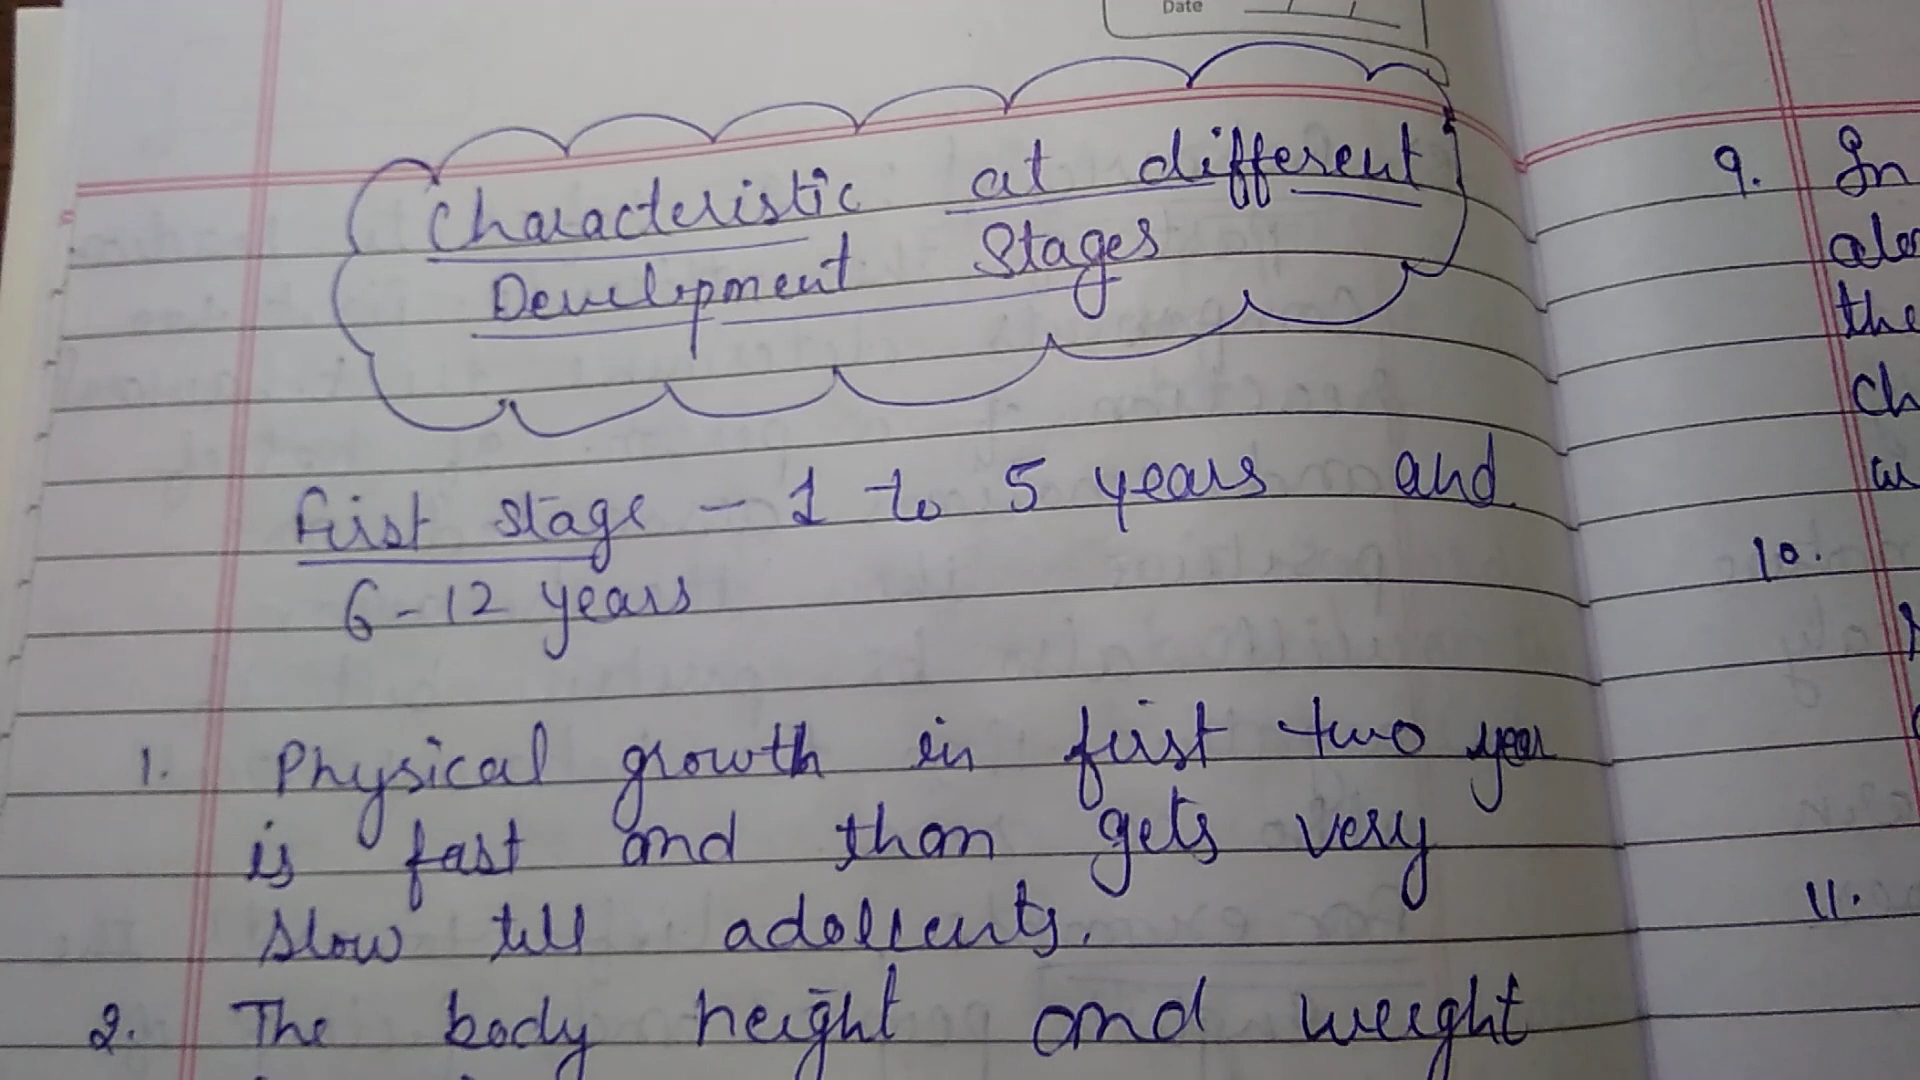 Date
Characteristic at different
Development Stages
First stage - 1 to 5 years and
6-12 years
1. Physical growth in first two year
is fast and than gets very
slow till
2. The body height and weight
9. In
the
10.
11.